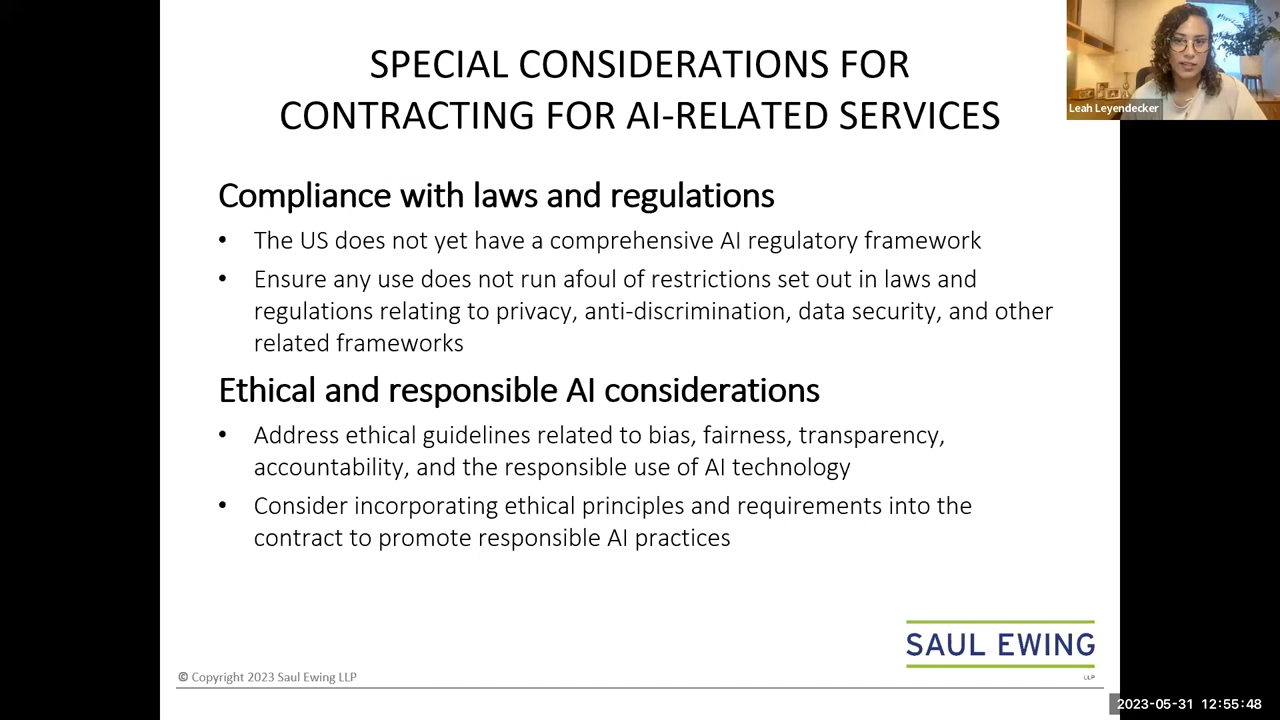 SPECIAL CONSIDERATIONS FOR
CONTRACTING FOR AI-RELATED SERVICES
Leah Leyendecker
Compliance with laws and regulations
• The US does not yet have a comprehensive AI regulatory framework
• Ensure any use does not run afoul of restrictions set out in laws and
regulations relating to privacy, anti-discrimination, data security, and other
related frameworks
Ethical and responsible AI considerations
• Address ethical guidelines related to bias, fairness, transparency,
accountability, and the responsible use of AI technology
• Consider incorporating ethical principles and requirements into the
contract to promote responsible AI practices
SAUL EWING
LLP
© Copyright 2023 Saul Ewing LLP
2023-05-31 12:55:48